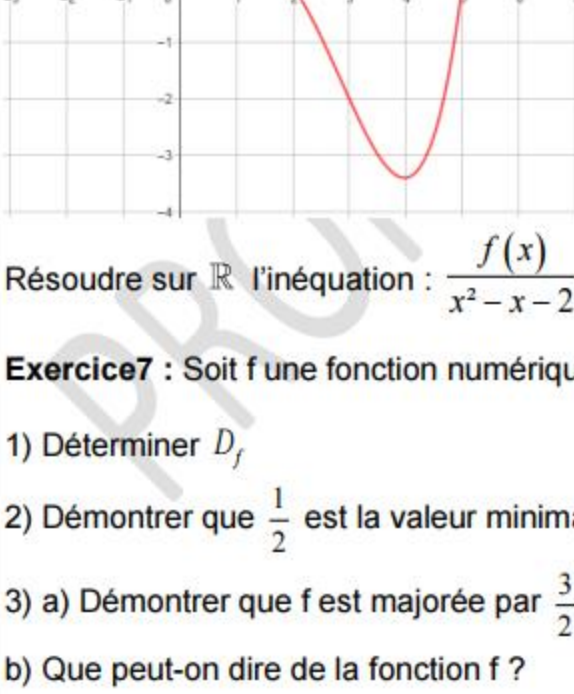 -1
-2
-3
-4
Résoudre sur ℝ l'inéquation : f(x)/(x² – x – 2
Exercice7 : Soit f une fonction
1) Déterminer D_f
2) Démontrer que 1/2 est la valeur
3) a) Démontrer que f est majorée par 3/2
b) Que peut-on dire de la fonction f ?